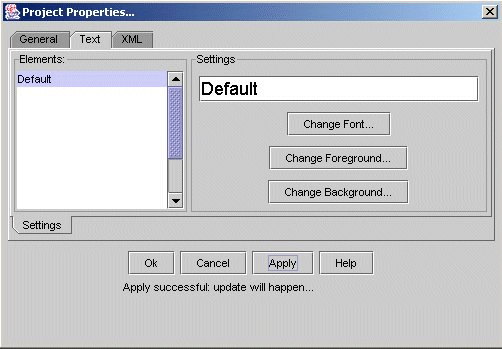 Project Properties...
General
Text
XML
Elements:
Default
Settings
Default
Change Font...
Change Foreground...
Change Background...
Settings
Ok
Cancel
Apply
Help
Apply successful: update will happen...